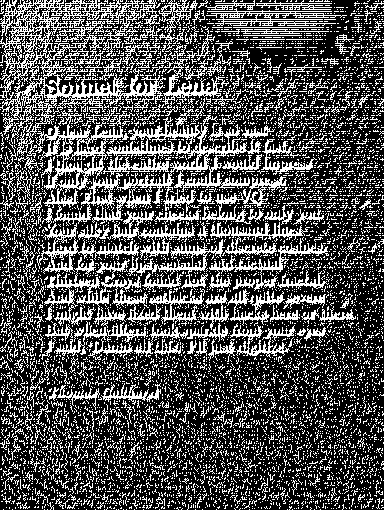 Sonnet for Lena
O dear Lena, your beauty is so vast
It is hard sometimes to describe it fast.
I thought the entire world I would impress
If only your portrait I could compress.
Alas! First when I tried to use VQ
I found that your cheeks belong to only you.
Your silky hair contains a thousand lines
Hard to match with sums of discrete cosines.
And for your lips, sensual and tactual
Thirteen Crays found not the proper fractal.
And while these setbacks are all quite severe
I might have fixed them with hacks here or there
But when filters took sparkle from your eyes
I said, "Damn all this. I'll just digitize."
Thomas Colthurst